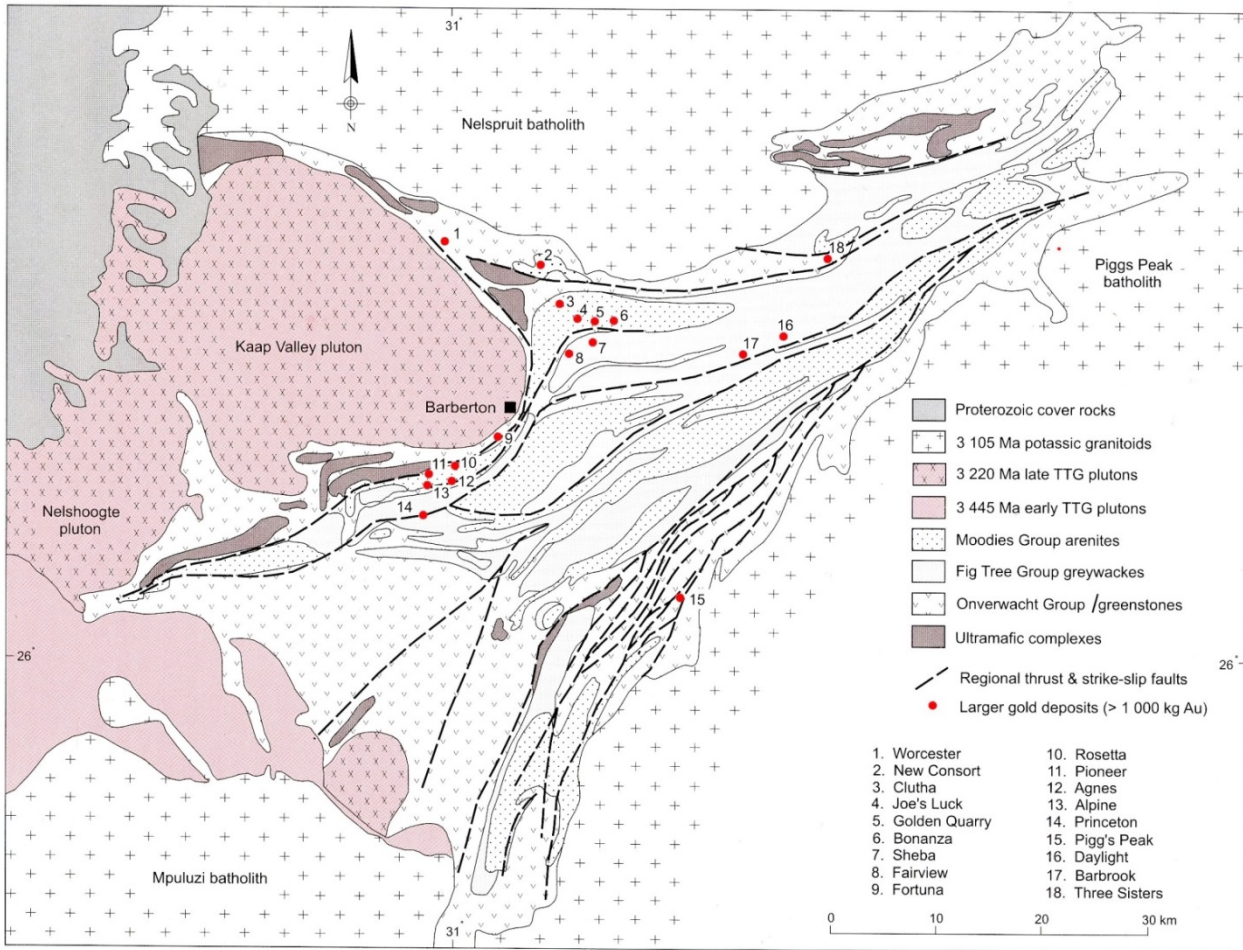 31°
N
Nelspruit batholith
Piggs Peak
batholith
Kaap Valley pluton
Barberton
Nelshoogte
pluton
Mpuluzi batholith
26°
26°
31°
1
2
3
4
5
6
7
8
9
10
11
12
13
14
15
16
17
18
Proterozoic cover rocks
3 105 Ma potassic granitoids
3 220 Ma late TTG plutons
3 445 Ma early TTG plutons
Moodies Group arenites
Fig Tree Group greywackes
Onverwacht Group /greenstones
Ultramafic complexes
Regional thrust & strike-slip faults
Larger gold deposits (> 1 000 kg Au)
1. Worcester
2. New Consort
3. Clutha
4. Joe's Luck
5. Golden Quarry
6. Bonanza
7. Sheba
8. Fairview
9. Fortuna
10. Rosetta
11. Pioneer
12. Agnes
13. Alpine
14. Princeton
15. Pigg's Peak
16. Daylight
17. Barbrook
18. Three Sisters
0 10 20 30 km